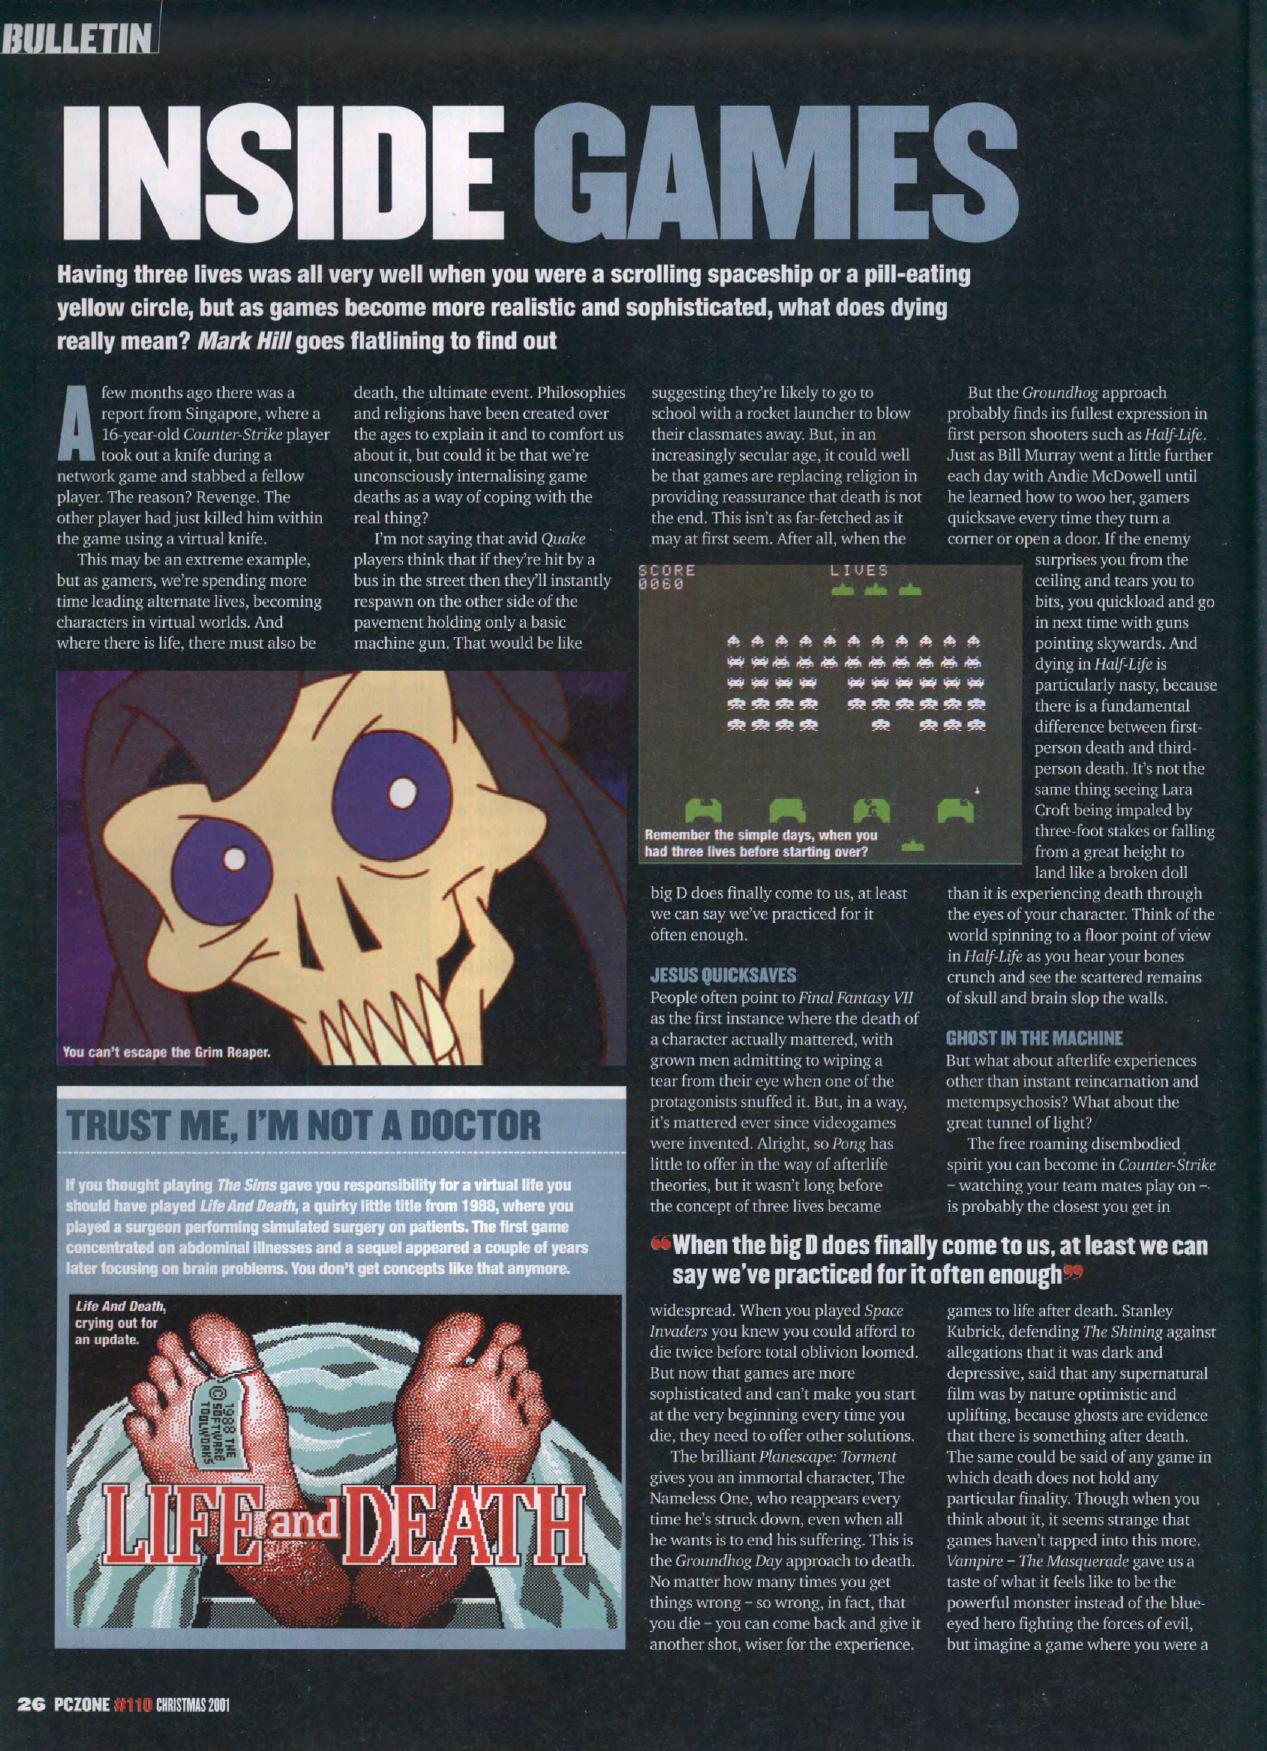 BULLETIN
INSIDE GAMES
Having three lives was all very well when you were a scrolling spaceship or a pill-eating
yellow circle, but as games become more realistic and sophisticated, what does dying
really mean? Mark Hill goes flatlining to find out
A few months ago there was a
report from Singapore, where a
16-year-old Counter-Strike player
took out a knife during a
network game and stabbed a fellow
player. The reason? Revenge. The
other player had just killed him within
the game using a virtual knife.
This may be an extreme example,
but as gamers, we're spending more
time leading alternate lives, becoming
characters in virtual worlds. And
where there is life, there must also be
death, the ultimate event. Philosophies
and religions have been created over
the ages to explain it and to comfort us
about it, but could it be that we're
unconsciously internalising game
deaths as a way of coping with the
real thing?
I'm not saying that avid Quake
players think that if they're hit by a
bus in the street then they'll instantly
respawn on the other side of the
pavement holding only a basic
machine gun. That would be like
suggesting they're likely to go to
school with a rocket launcher to blow
their classmates away. But, in an
increasingly secular age, it could well
be that games are replacing religion in
providing reassurance that death is not
the end. This isn't as far-fetched as it
may at first seem. After all, when the
SCORE
0060
LIVES
Remember the simple days, when you
had three lives before starting over?
big D does finally come to us, at least
we can say we've practiced for it
often enough.
JESUS QUICKSAVES
People often point to Final Fantasy VII
as the first instance where the death of
a character actually mattered, with
grown men admitting to wiping a
tear from their eye when one of the
protagonists snuffed it. But, in a way,
it's mattered ever since videogames
were invented. Alright, so Pong has
little to offer in the way of afterlife
theories, but it wasn't long before
the concept of three lives became
“When the big D does finally come to us, at least we can
say we've practiced for it often enough”
widespread. When you played Space
Invaders you knew you could afford to
die twice before total oblivion loomed.
But now that games are more
sophisticated and can't make you start
at the very beginning every time you
die, they need to offer other solutions.
The brilliant Planescape: Torment
gives you an immortal character, The
Nameless One, who reappears every
time he's struck down, even when all
he wants is to end his suffering. This is
the Groundhog Day approach to death.
No matter how many times you get
things wrong – so wrong, in fact, that
you die – you can come back and give it
another shot, wiser for the experience.
But the Groundhog approach
probably finds its fullest expression in
first person shooters such as Half-Life.
Just as Bill Murray went a little further
each day with Andie McDowell until
he learned how to woo her, gamers
quicksave every time they turn a
corner or open a door. If the enemy
surprises you from the
ceiling and tears you to
bits, you quickload and go
in next time with guns
pointing skywards. And
dying in Half-Life is
particularly nasty, because
there is a fundamental
difference between first-
person death and third-
person death. It's not the
same thing seeing Lara
Croft being impaled by
three-foot stakes or falling
from a great height to
land like a broken doll
than it is experiencing death through
the eyes of your character. Think of the
world spinning to a floor point of view
in Half-Life as you hear your bones
crunch and see the scattered remains
of skull and brain slop the walls.
GHOST IN THE MACHINE
But what about afterlife experiences
other than instant reincarnation and
metempsychosis? What about the
great tunnel of light?
The free roaming disembodied
spirit you can become in Counter-Strike
– watching your team mates play on –
is probably the closest you get in
games to life after death. Stanley
Kubrick, defending The Shining against
allegations that it was dark and
depressive, said that any supernatural
film was by nature optimistic and
uplifting, because ghosts are evidence
that there is something after death.
The same could be said of any game in
which death does not hold any
particular finality. Though when you
think about it, it seems strange that
games haven't tapped into this more.
Vampire – The Masquerade gave us a
taste of what it feels like to be the
powerful monster instead of the blue-
eyed hero fighting the forces of evil,
but imagine a game where you were a
You can't escape the Grim Reaper.
TRUST ME, I'M NOT A DOCTOR
If you thought playing The Sims gave you responsibility for a virtual life you
should have played Life And Death, a quirky little title from 1988, where you
played a surgeon performing simulated surgery on patients. The first game
concentrated on abdominal illnesses and a sequel appeared a couple of years
later focusing on brain problems. You don't get concepts like that anymore.
Life And Death,
crying out for
an update.
© 1988 THE
SOFTWARE
TOOLWORKS
LIFE and DEATH
26 PCZONE #110 CHRISTMAS 2001